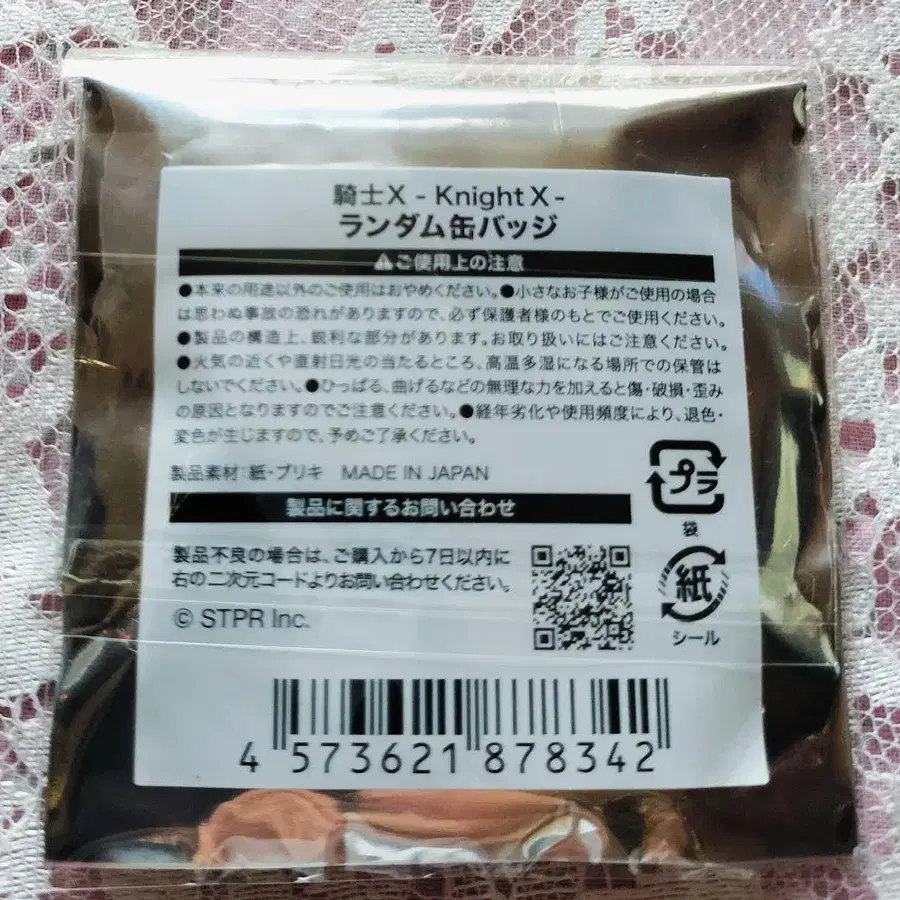 騎士X - Knight X -
ランダム缶バッジ
⚠ご使用上の注意
●本来の用途以外のご使用はおやめください。●小さなお子様がご使用の場合
は思わぬ事故の恐れがありますので、必ず保護者様のもとでご使用ください。
●製品の構造上、鋭利な部分があります。お取り扱いにはご注意ください。
●火気の近くや直射日光の当たるところ、高温多湿になる場所での保管は
しないでください。●ひっぱる、曲げるなどの無理な力を加えると傷・破損・歪み
の原因となりますのでご注意ください。●経年劣化や使用頻度により、退色・
変色が生じますので、予めご了承ください。
製品素材:紙・ブリキ MADE IN JAPAN
プラ
袋
製品に関するお問い合わせ
製品不良の場合は、ご購入から7日以内に
右の二次元コードよりお問い合わせください。
© STPR Inc.
紙
シール
4 573621 878342